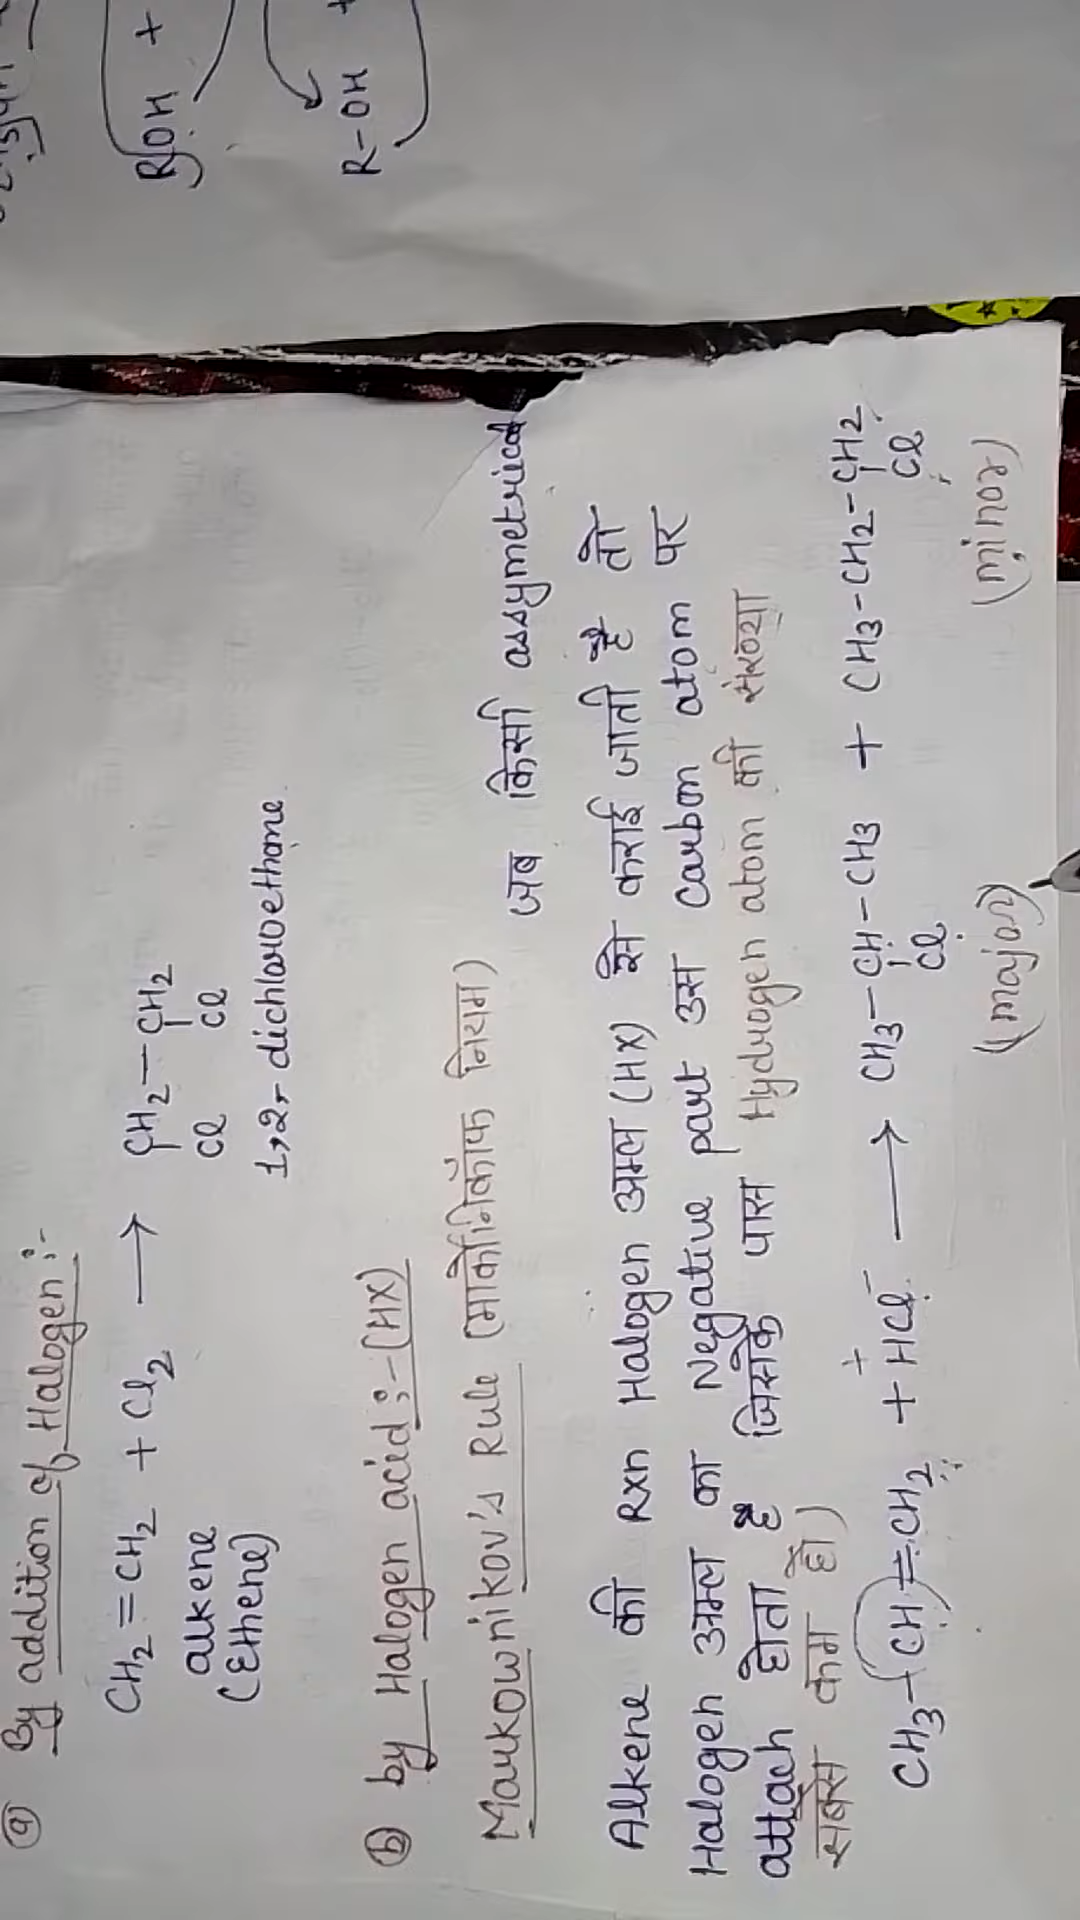 (a) By addition of Halogen :-
CH2=CH2 + Cl2 ⟶ CH2—CH2
Cl Cl
alkene
(Ethene)
1,2,-dichloroethane
(b) by Halogen acid :- (HX)
Markownikov's Rule (मार्कोनिकॉफ नियम)
जब किसी assymetrical
Alkene की Rxn Halogen अम्ल (HX) से कराई जाती है तो
Halogen अम्ल का Negative part उस carbon atom पर
attach होता है जिसके पास Hydrogen atom की संख्या
सबसे कम हो)
CH3-CH=CH2 + H+Cl- ⟶ CH3-CH-CH3 + CH3-CH2-CH2
Cl Cl
(major) (minor)
ROH +
R-OH +